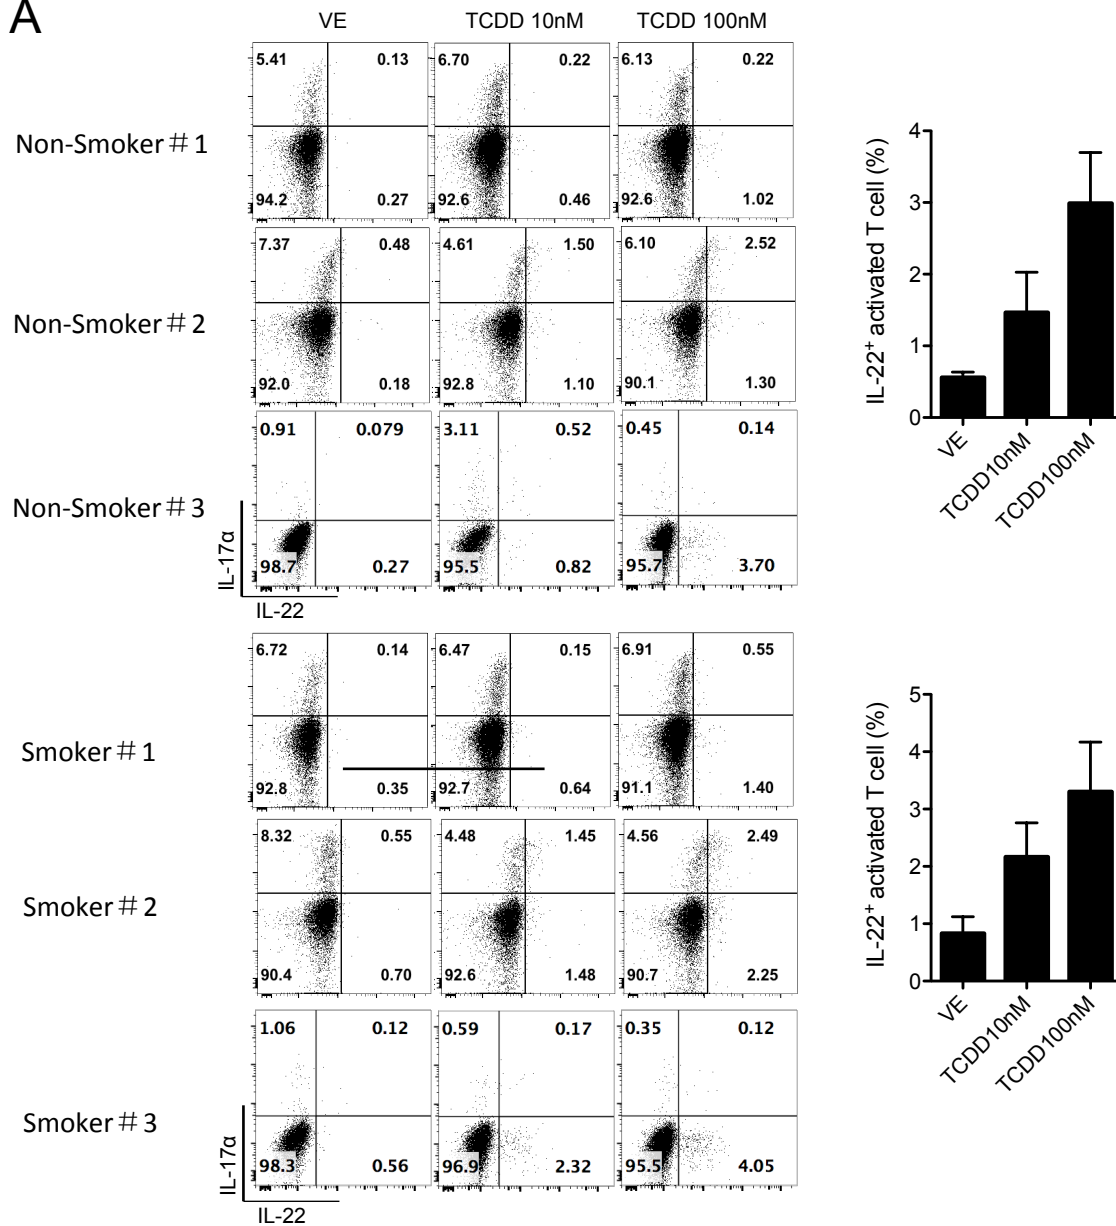 A
VE TCDD 10nM TCDD 100nM
5.41 0.13 6.70 0.22 6.13 0.22
Non-Smoker#1
94.2 0.27 92.6 0.46 92.6 1.02
7.37 0.48 4.61 1.50 6.10 2.52
Non-Smoker#2
92.0 0.18 92.8 1.10 90.1 1.30
0.91 0.079 3.11 0.52 0.45 0.14
Non-Smoker#3
98.7 0.27 95.5 0.82 95.7 3.70
IL-17α
IL-22
IL-22+ activated T cell (%)
4
3
2
1
0
VE
TCDD10nM
TCDD100nM
6.72 0.14 6.47 0.15 6.91 0.55
Smoker#1
92.8 0.35 92.7 0.64 91.1 1.40
8.32 0.55 4.48 1.45 4.56 2.49
Smoker#2
90.4 0.70 92.6 1.48 90.7 2.25
1.06 0.12 0.59 0.17 0.35 0.12
Smoker#3
98.3 0.56 96.9 2.32 95.5 4.05
IL-17α
IL-22
IL-22+ activated T cell (%)
5
4
3
2
1
0
VE
TCDD10nM
TCDD100nM